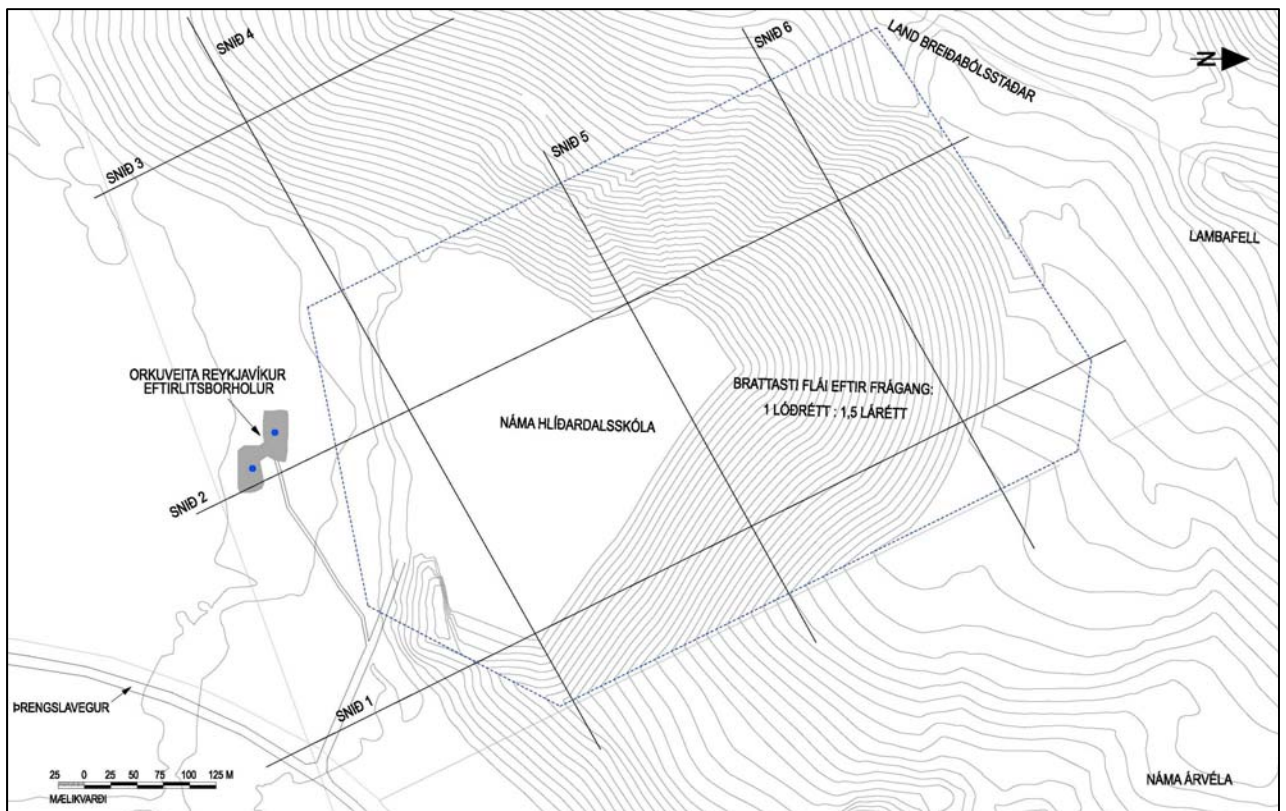 SNIÐ 4
SNIÐ 6
LAND BREIÐABÓLSSTAÐAR
N
SNIÐ 5
SNIÐ 3
LAMBAFELL
ORKUVEITA REYKJAVÍKUR
EFTIRLITSBORHOLUR
BRATTASTI FLÁI EFTIR FRÁGANG:
1 LÓÐRÉTT : 1,5 LÁRÉTT
NÁMA HLÍÐARDALSSKÓLA
SNIÐ 2
SNIÐ 1
ÞRENGSLAVEGUR
25 0 25 50 75 100 125 M
MÆLIKVARÐI
NÁMA ÁRVÉLA